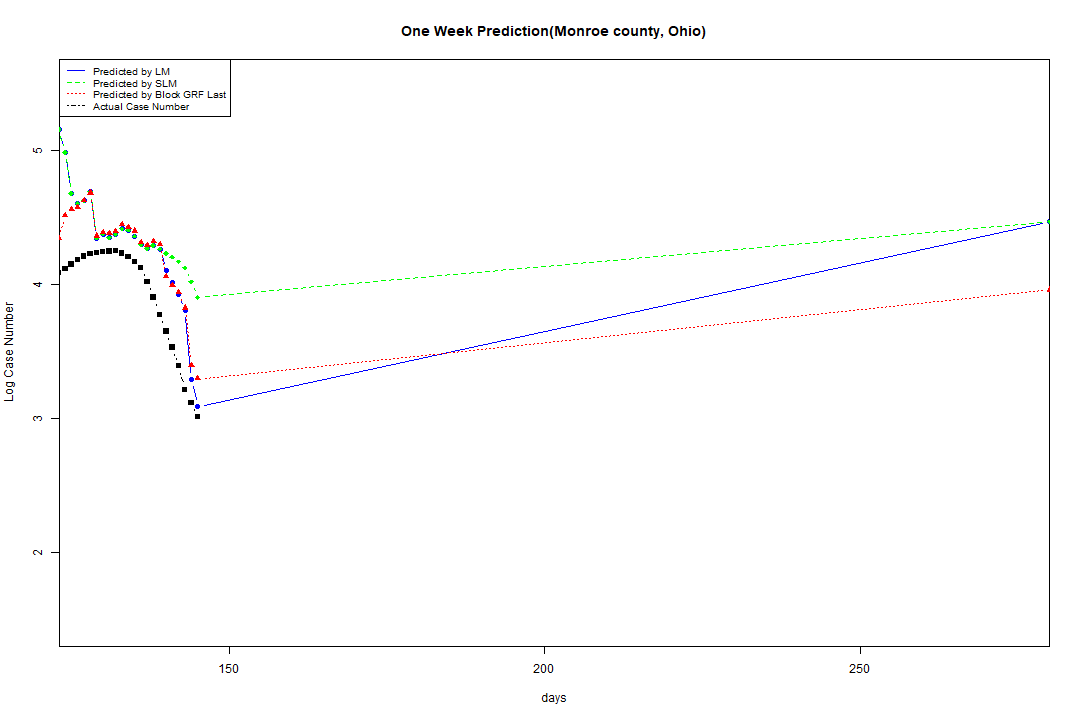 One Week Prediction(Monroe county, Ohio)
Predicted by LM
Predicted by SLM
Predicted by Block GRF Last
Actual Case Number
5
4
3
2
Log Case Number
150
200
250
days